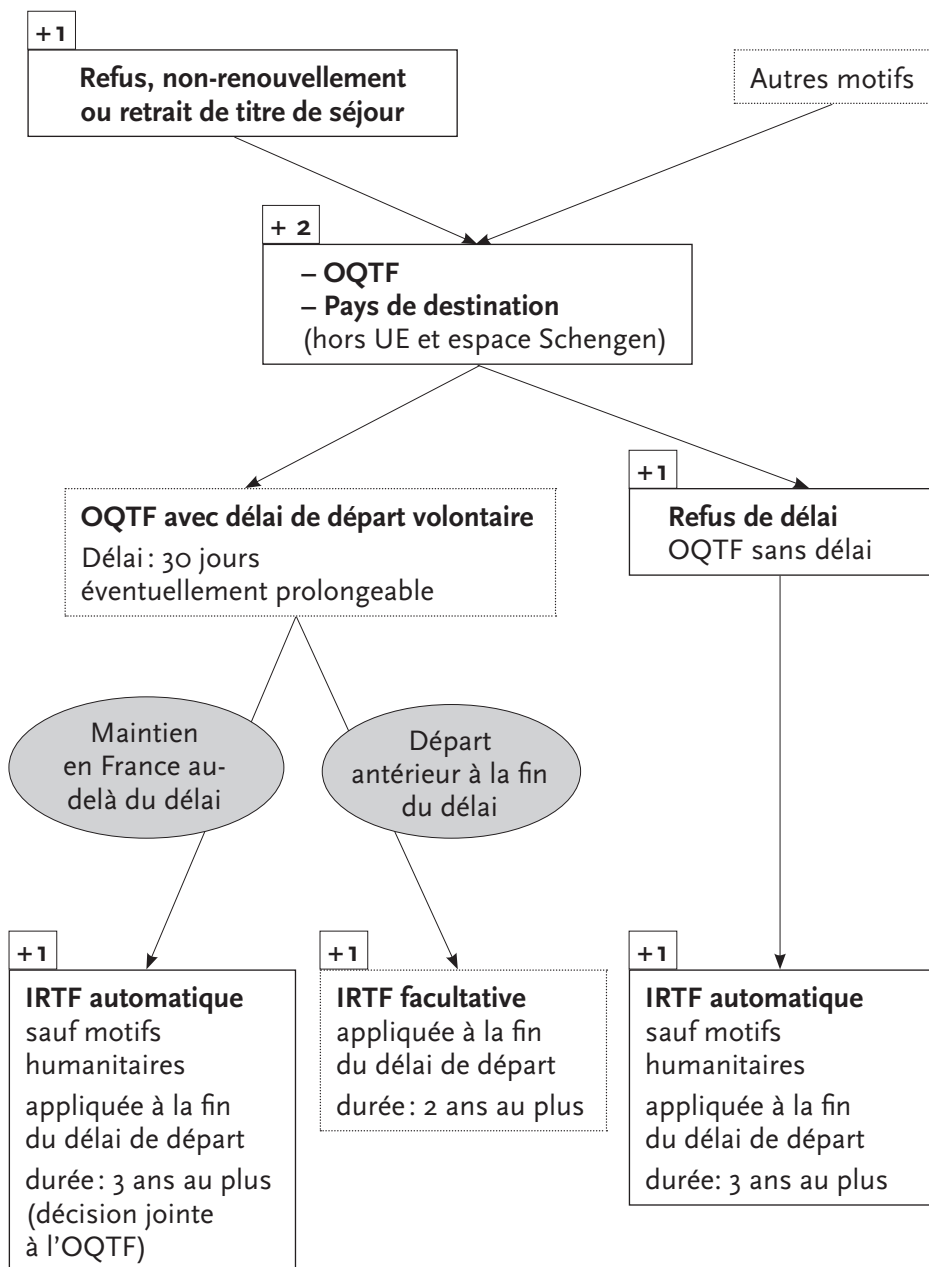 +1
Refus, non-renouvellement
ou retrait de titre de séjour
Autres motifs
+ 2
– OQTF
– Pays de destination
(hors UE et espace Schengen)
OQTF avec délai de départ volontaire
Délai : 30 jours
éventuellement prolongeable
+1
Refus de délai
OQTF sans délai
Maintien
en France au-
delà du délai
Départ
antérieur à la fin
du délai
+1
IRTF automatique
sauf motifs
humanitaires
appliquée à la fin
du délai de départ
durée : 3 ans au plus
(décision jointe
à l'OQTF)
+1
IRTF facultative
appliquée à la fin
du délai de départ
durée : 2 ans au plus
+1
IRTF automatique
sauf motifs
humanitaires
appliquée à la fin
du délai de départ
durée: 3 ans au plus